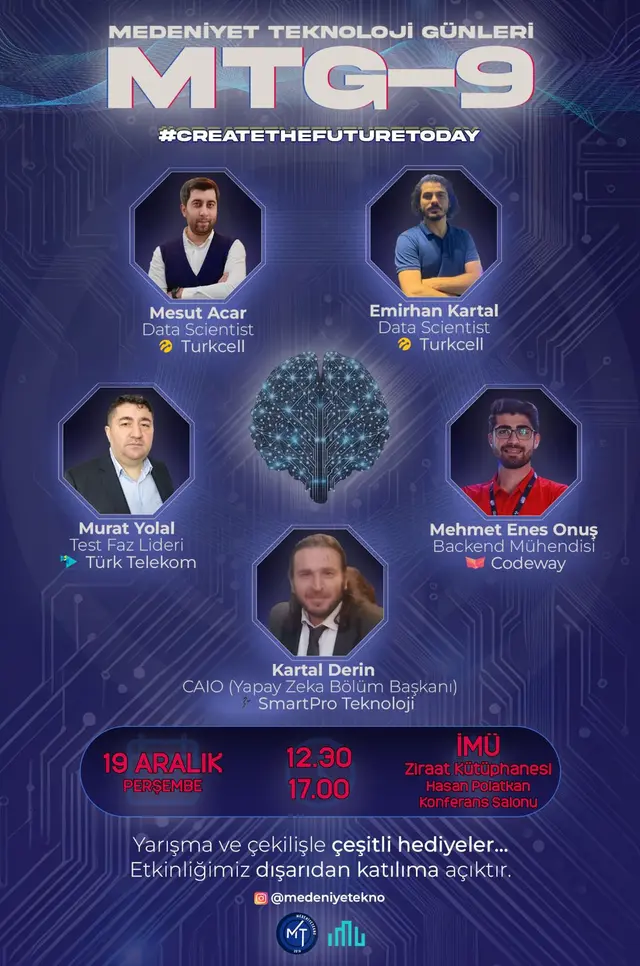 MEDENİYET TEKNOLOJİ GÜNLERİ
MTG-9
#CREATETHEFUTURETODAY
Mesut Acar
Data Scientist
Turkcell
Emirhan Kartal
Data Scientist
Turkcell
Murat Yolal
Test Faz Lideri
Türk Telekom
Mehmet Enes Onuş
Backend Mühendisi
Codeway
Kartal Derin
CAIO (Yapay Zeka Bölüm Başkanı)
SmartPro Teknoloji
19 ARALIK
PERŞEMBE
12.30
17.00
İMÜ
Ziraat Kütüphanesi
Hasan Polatkan
Konferans Salonu
Yarışma ve çekilişle çeşitli hediyeler...
Etkinliğimiz dışarıdan katılıma açıktır.
@medeniyetekno
MT